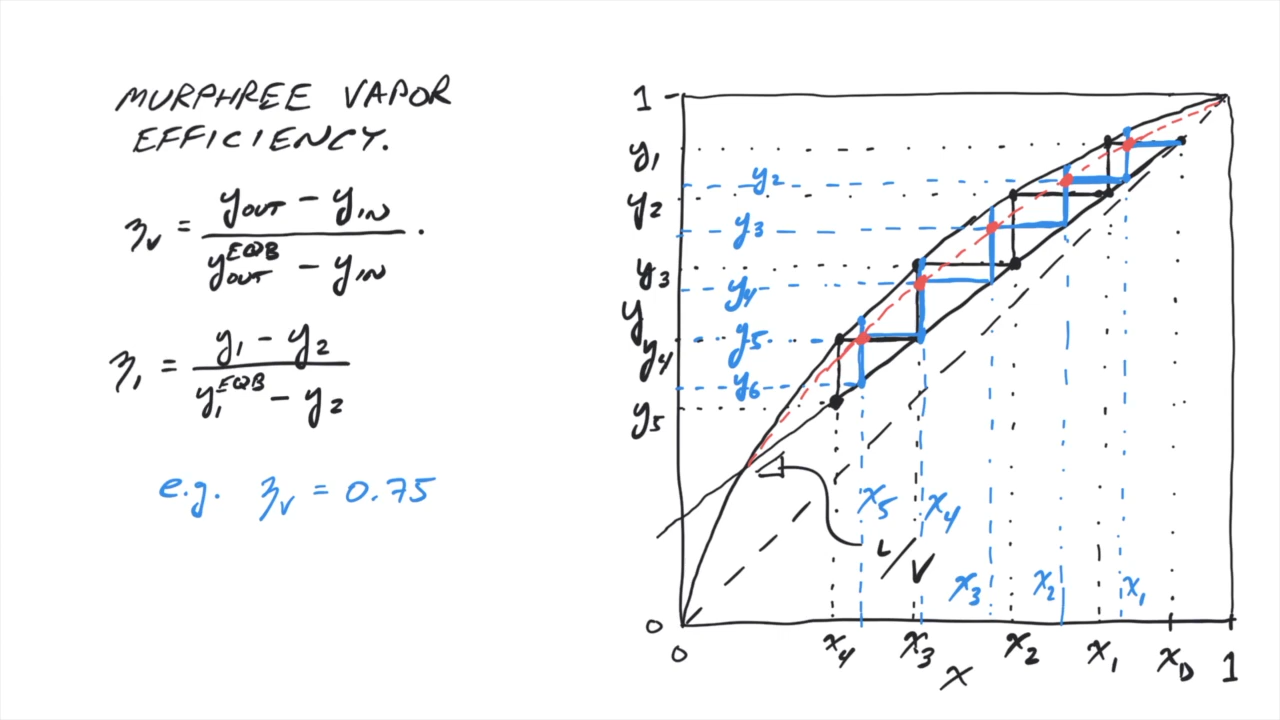 MURPHREE VAPOR
EFFICIENCY.
ηv = (yOUT − yIN) / (yOUT^EQB − yIN).
η1 = (y1 − y2) / (y1^EQB − y2)
e.g. ηv = 0.75
1
y1
y2
y2
y3
y3
y4
y
y5
y4
y6
y5
x5
x4
L/V
x3
x2
x1
0
0
x4
x3
x2
x1
xD
1
x